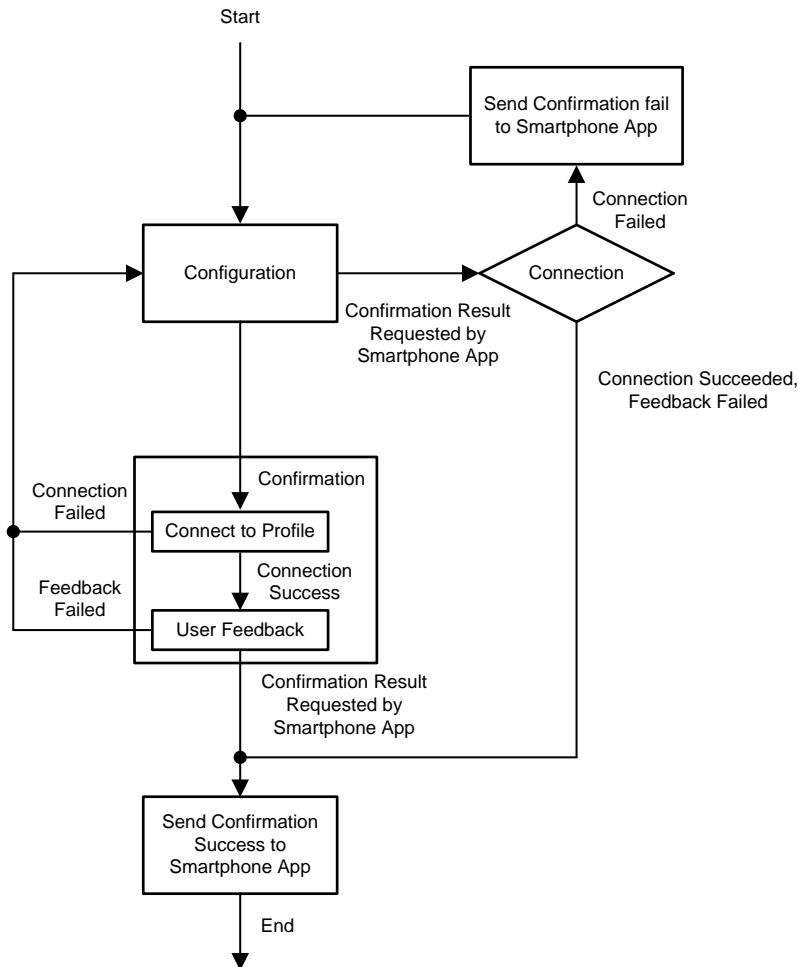 Start
Send Confirmation fail
to Smartphone App
Connection
Failed
Configuration
Connection
Confirmation Result
Requested by
Smartphone App
Connection Succeeded,
Feedback Failed
Confirmation
Connection
Failed
Connect to Profile
Connection
Success
Feedback
Failed
User Feedback
Confirmation Result
Requested by
Smartphone App
Send Confirmation
Success to
Smartphone App
End